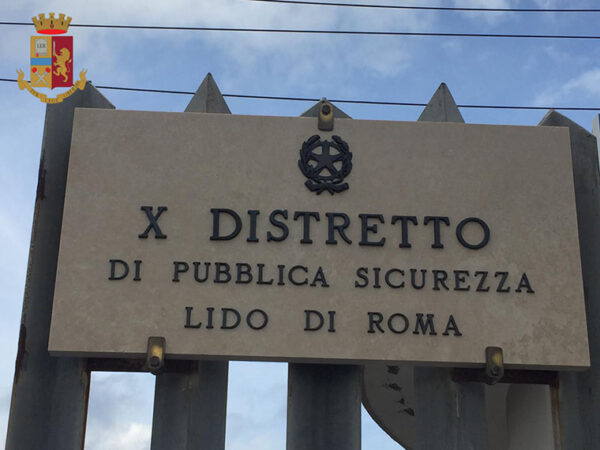 X DISTRETTO
DI PUBBLICA SICUREZZA
LIDO DI ROMA